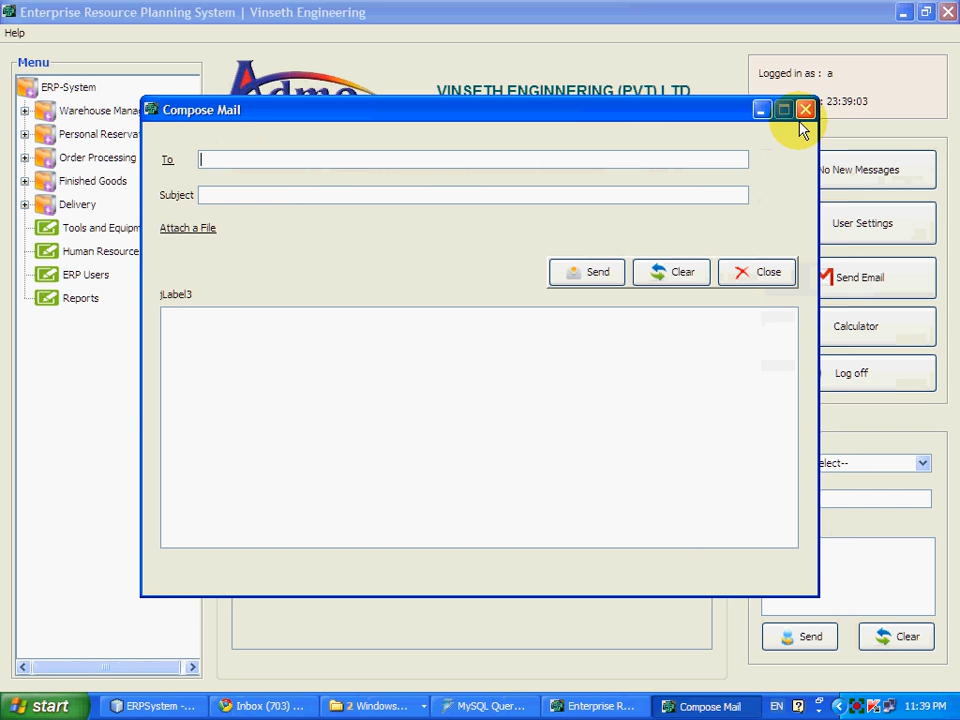 Enterprise Resource Planning System | Vinseth Engineering
Help
Menu
ERP-System
Warehouse Mana
Personal Reserva
Order Processing
Finished Goods
Delivery
Tools and Equipm
Human Resource
ERP Users
Reports
Admo
VINSETH ENGINNERING (PVT) LTD
Logged in as : a
: 23:39:03
No New Messages
User Settings
Send Email
Calculator
Log off
elect--
Send
Clear
Compose Mail
To
Subject
Attach a File
Send
Clear
Close
jLabel3
start
ERPSystem -...
Inbox (703) ...
2 Windows...
MySQL Quer...
Enterprise R...
Compose Mail
EN
11:39 PM